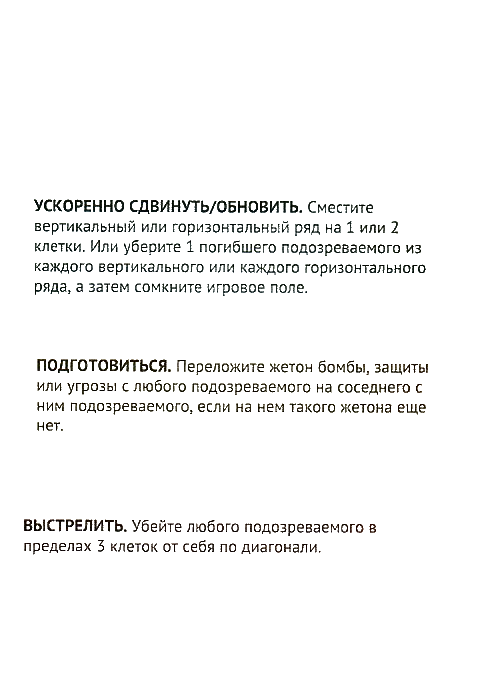 УСКОРЕННО СДВИНУТЬ/ОБНОВИТЬ. Сместите
вертикальный или горизонтальный ряд на 1 или 2
клетки. Или уберите 1 погибшего подозреваемого из
каждого вертикального или каждого горизонтального
ряда, а затем сомкните игровое поле.
ПОДГОТОВИТЬСЯ. Переложите жетон бомбы, защиты
или угрозы с любого подозреваемого на соседнего с
ним подозреваемого, если на нем такого жетона еще
нет.
ВЫСТРЕЛИТЬ. Убейте любого подозреваемого в
пределах 3 клеток от себя по диагонали.